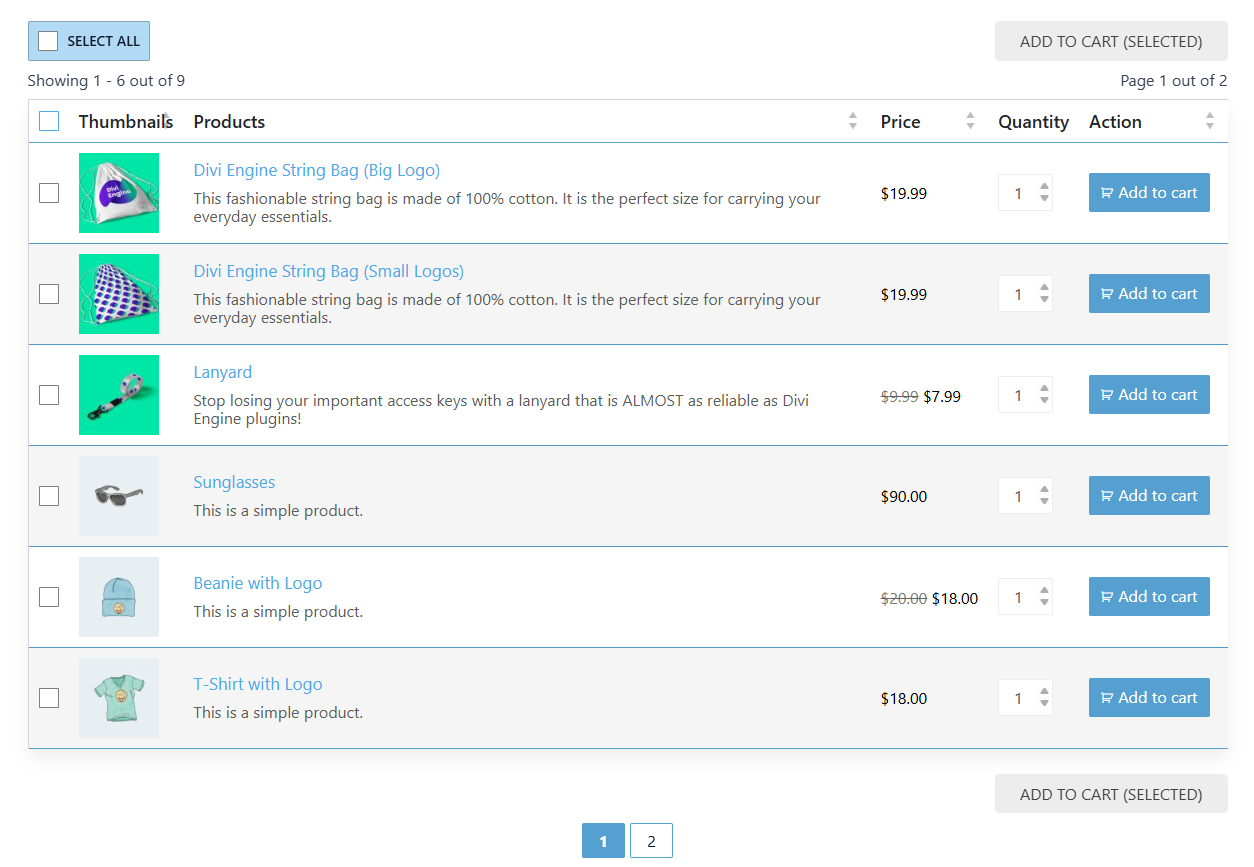 SELECT ALL
ADD TO CART (SELECTED)
Showing 1 - 6 out of 9
Page 1 out of 2
Thumbnails Products Price Quantity Action
Divi Engine
Divi Engine String Bag (Big Logo)
This fashionable string bag is made of 100% cotton. It is the perfect size for carrying your
everyday essentials.
$19.99
1
Add to cart
Divi Engine String Bag (Small Logos)
This fashionable string bag is made of 100% cotton. It is the perfect size for carrying your
everyday essentials.
$19.99
1
Add to cart
Lanyard
Stop losing your important access keys with a lanyard that is ALMOST as reliable as Divi
Engine plugins!
$9.99 $7.99
1
Add to cart
Sunglasses
This is a simple product.
$90.00
1
Add to cart
Beanie with Logo
This is a simple product.
$20.00 $18.00
1
Add to cart
T-Shirt with Logo
This is a simple product.
$18.00
1
Add to cart
ADD TO CART (SELECTED)
1 2